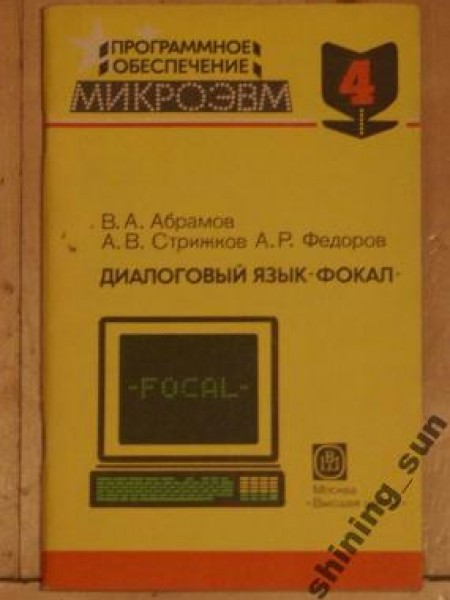 ПРОГРАММНОЕ
ОБЕСПЕЧЕНИЕ
МИКРОЭВМ
4
В. А. Абрамов
А. В. Стрижков А. Р. Федоров
ДИАЛОГОВЫЙ ЯЗЫК «ФОКАЛ»
-FOCAL-
Москва
«Высшая
shining_sun